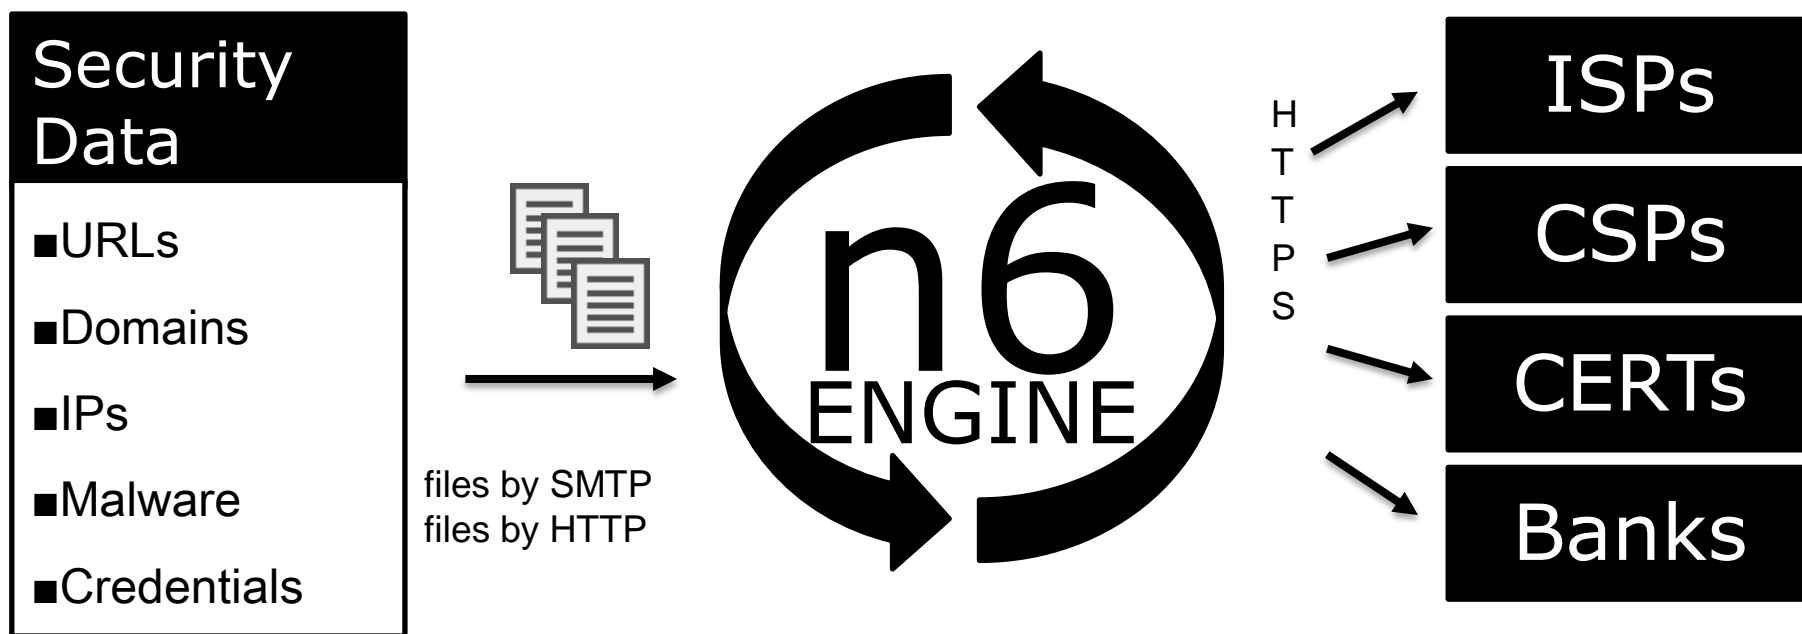 Security
Data
■URLs
■Domains
■IPs
■Malware
■Credentials
files by SMTP
files by HTTP
n6
ENGINE
H
T
T
P
S
ISPs
CSPs
CERTs
Banks